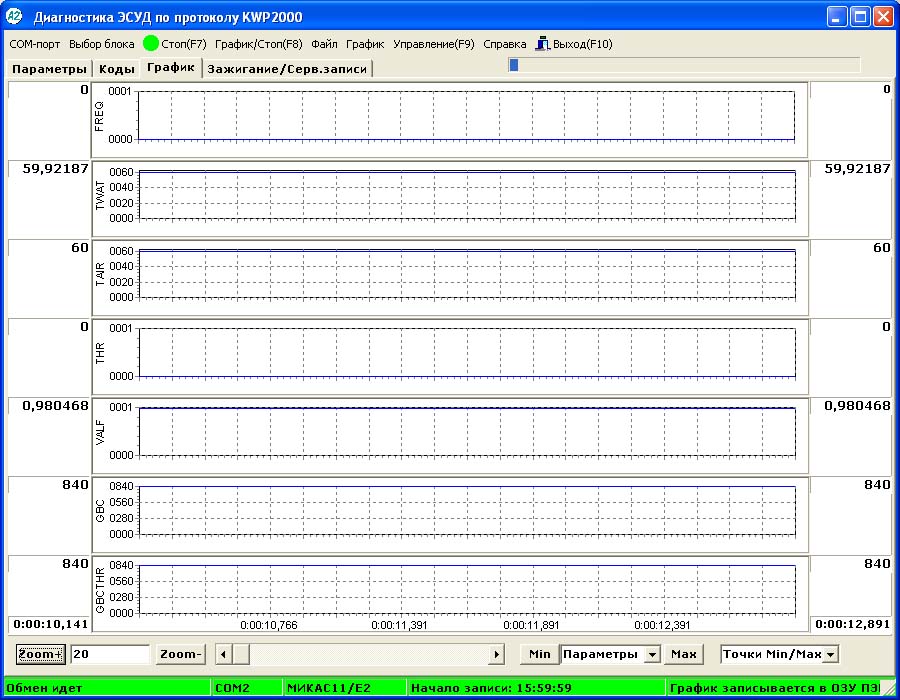 A2 Диагностика ЭСУД по протоколу KWP2000
COM-порт Выбор блока Стоп(F7) График/Стоп(F8) Файл График Управление(F9) Справка Выход(F10)
Параметры Коды График Зажигание/Серв.записи
0 FREQ 0001 0000 0
59,92187 TWAT 0060 0040 0020 0000 59,92187
60 TAIR 0060 0040 0020 0000 60
0 THR 0001 0000 0
0,980468 VALF 0001 0000 0,980468
840 GBC 0840 0560 0280 0000 840
840 GBCTHR 0840 0560 0280 0000 840
0:00:10,141 0:00:10,766 0:00:11,391 0:00:11,891 0:00:12,391 0:00:12,891
Zoom+ 20 Zoom- Min Параметры Max Точки Min/Max
Обмен идет COM2 МИКАС11/E2 Начало записи: 15:59:59 График записывается в ОЗУ ПЭ